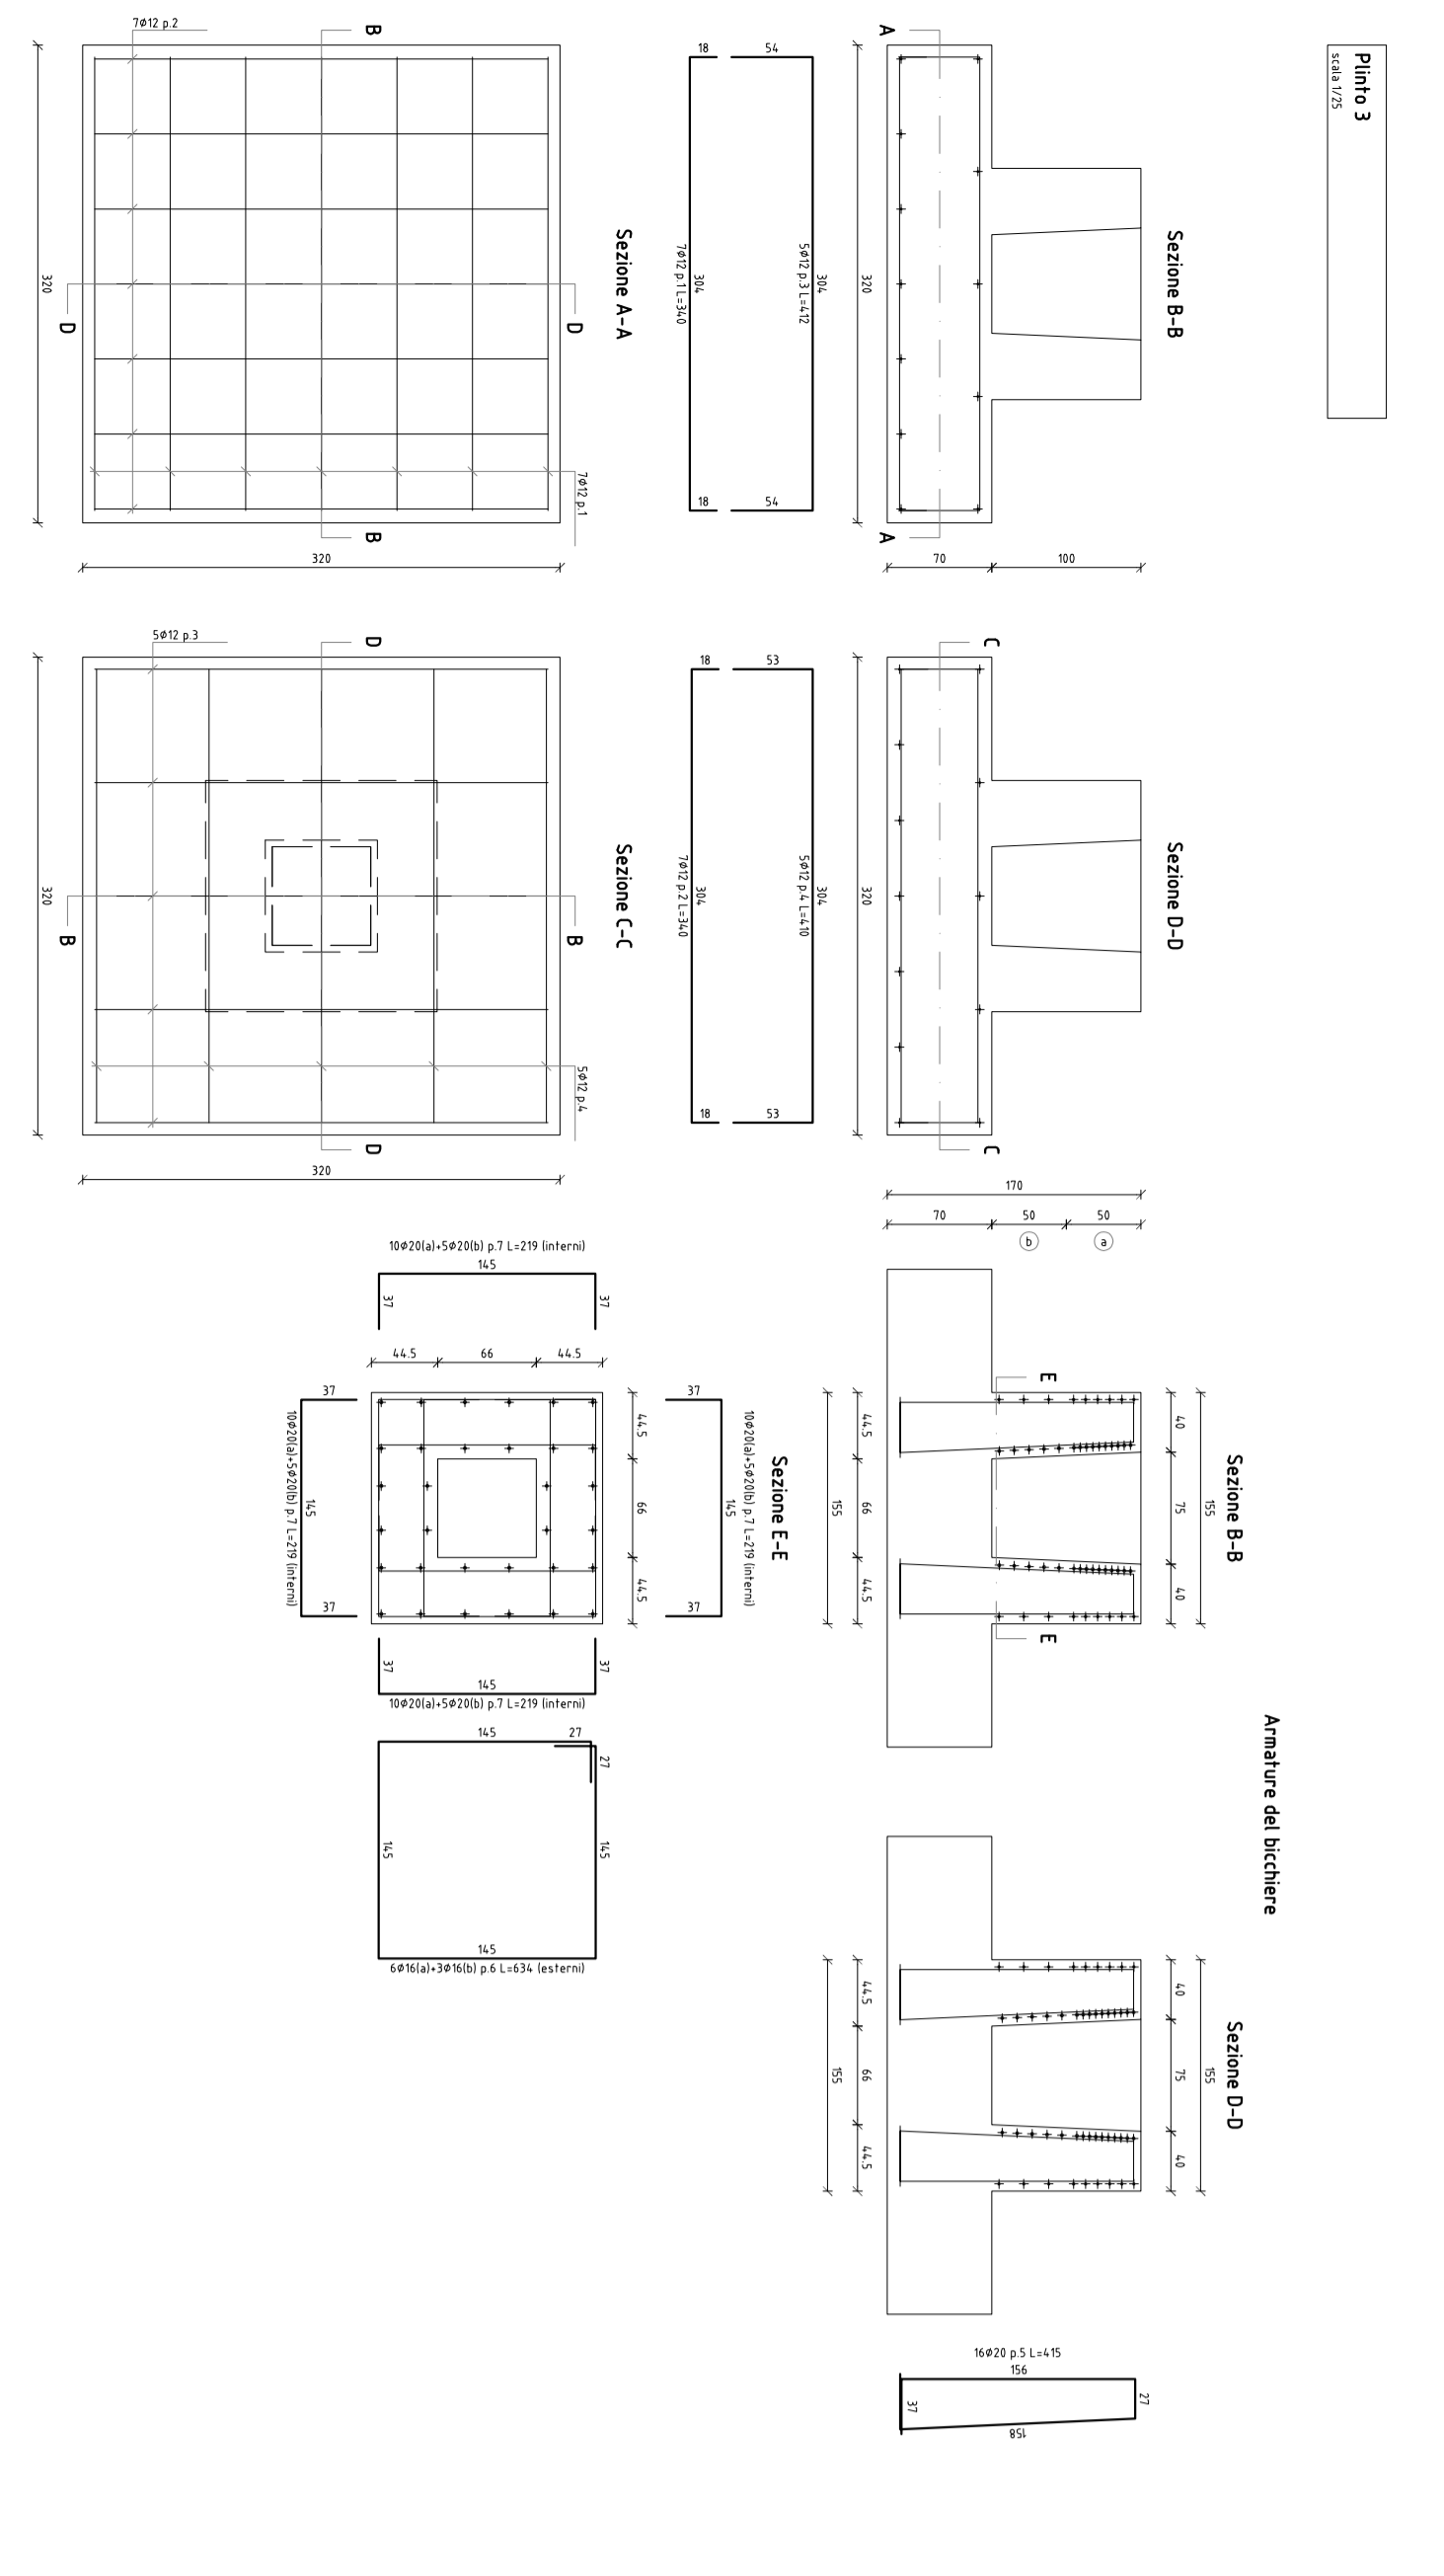 Plinto 3
scala 1/25
Sezione B-B
A
A
320
70
100
304
5Ø12 p.3 L=412
54
54
18
18
304
7Ø12 p.1 L=340
Sezione A-A
B
B
D
D
7Ø12 p.2
7Ø12 p.1
320
320
Sezione D-D
C
C
320
304
5Ø12 p.4 L=410
53
53
18
18
304
7Ø12 p.2 L=340
Sezione C-C
D
D
B
B
5Ø12 p.3
5Ø12 p.4
320
320
Armature del bicchiere
Sezione B-B
155
40
75
40
170
70
50
50
b
a
E
E
44.5
66
44.5
155
Sezione D-D
155
40
75
40
44.5
66
44.5
155
16Ø20 p.5 L=415
156
27
37
158
Sezione E-E
10Ø20(a)+5Ø20(b) p.7 L=219 (interni)
145
37
37
10Ø20(a)+5Ø20(b) p.7 L=219 (interni)
145
37
37
44.5
66
44.5
44.5
66
44.5
37
37
145
10Ø20(a)+5Ø20(b) p.7 L=219 (interni)
37
37
145
10Ø20(a)+5Ø20(b) p.7 L=219 (interni)
145
27
27
145
145
145
6Ø16(a)+3Ø16(b) p.6 L=634 (esterni)